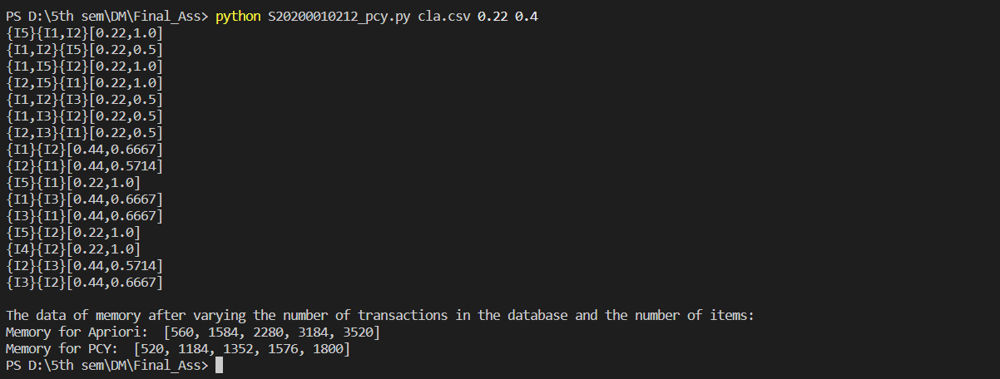 PS D:\5th sem\DM\Final_Ass> python S20200010212_pcy.py cla.csv 0.22 0.4
{I5}{I1,I2}[0.22,1.0]
{I1,I2}{I5}[0.22,0.5]
{I1,I5}{I2}[0.22,1.0]
{I2,I5}{I1}[0.22,1.0]
{I1,I2}{I3}[0.22,0.5]
{I1,I3}{I2}[0.22,0.5]
{I2,I3}{I1}[0.22,0.5]
{I1}{I2}[0.44,0.6667]
{I2}{I1}[0.44,0.5714]
{I5}{I1}[0.22,1.0]
{I1}{I3}[0.44,0.6667]
{I3}{I1}[0.44,0.6667]
{I5}{I2}[0.22,1.0]
{I4}{I2}[0.22,1.0]
{I2}{I3}[0.44,0.5714]
{I3}{I2}[0.44,0.6667]
The data of memory after varying the number of transactions in the database and the number of items:
Memory for Apriori:  [560, 1584, 2280, 3184, 3520]
Memory for PCY:  [520, 1184, 1352, 1576, 1800]
PS D:\5th sem\DM\Final_Ass>